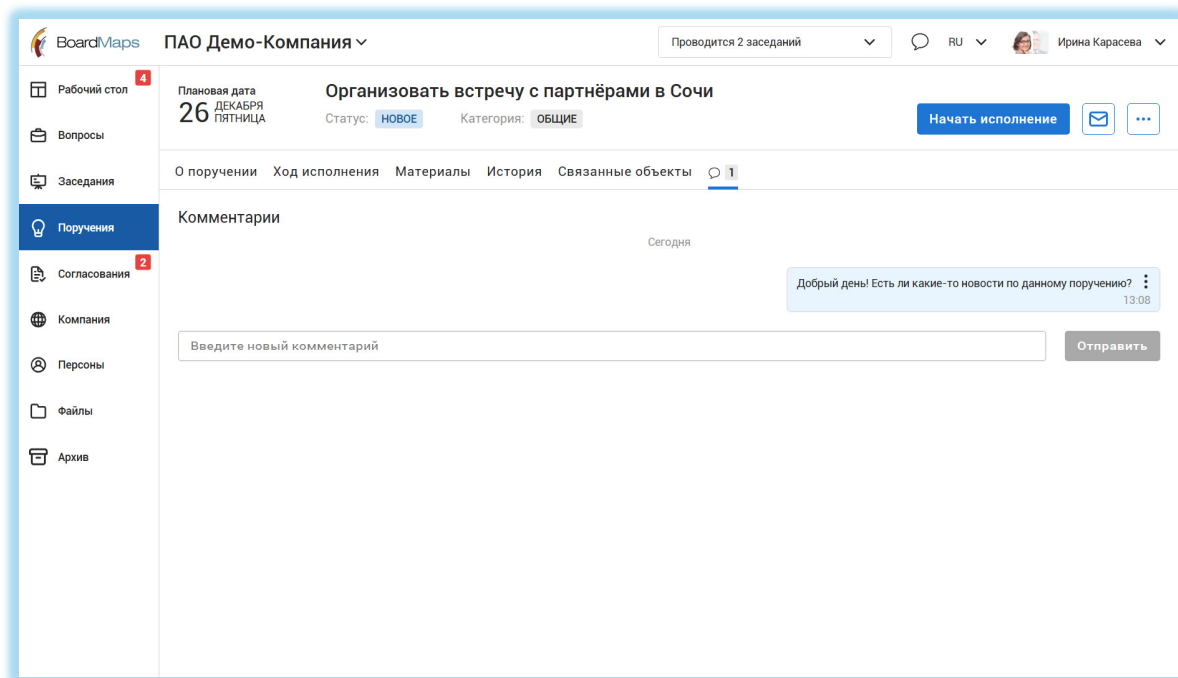 BoardMaps
ПАО Демо-Компания
Проводится 2 заседаний
RU
Ирина Карасева
Рабочий стол
4
Вопросы
Заседания
Поручения
Согласования
2
Компания
Персоны
Файлы
Архив
Плановая дата
26 ДЕКАБРЯ
ПЯТНИЦА
Организовать встречу с партнёрами в Сочи
Статус: НОВОЕ Категория: ОБЩИЕ
Начать исполнение
О поручении Ход исполнения Материалы История Связанные объекты 1
Комментарии
Сегодня
Добрый день! Есть ли какие-то новости по данному поручению?
13:08
Введите новый комментарий
Отправить